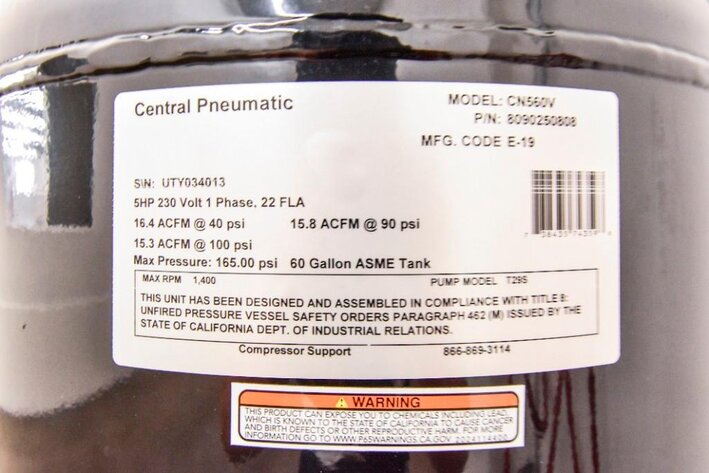 Central Pneumatic
MODEL: CN560V
P/N: 8090250808
MFG. CODE E-19
S/N: UTY034013
5HP 230 Volt 1 Phase, 22 FLA
16.4 ACFM @ 40 psi 15.8 ACFM @ 90 psi
15.3 ACFM @ 100 psi
Max Pressure: 165.00 psi 60 Gallon ASME Tank
MAX RPM 1,400 PUMP MODEL T29S
THIS UNIT HAS BEEN DESIGNED AND ASSEMBLED IN COMPLIANCE WITH TITLE 8:
UNFIRED PRESSURE VESSEL SAFETY ORDERS PARAGRAPH 462 (M) ISSUED BY THE
STATE OF CALIFORNIA DEPT. OF INDUSTRIAL RELATIONS.
Compressor Support 866-869-3114
WARNING
THIS PRODUCT CAN EXPOSE YOU TO CHEMICALS INCLUDING LEAD,
WHICH IS KNOWN TO THE STATE OF CALIFORNIA TO CAUSE CANCER
AND BIRTH DEFECTS OR OTHER REPRODUCTIVE HARM. FOR MORE
INFORMATION GO TO WWW.P65WARNINGS.CA.GOV 2024114420